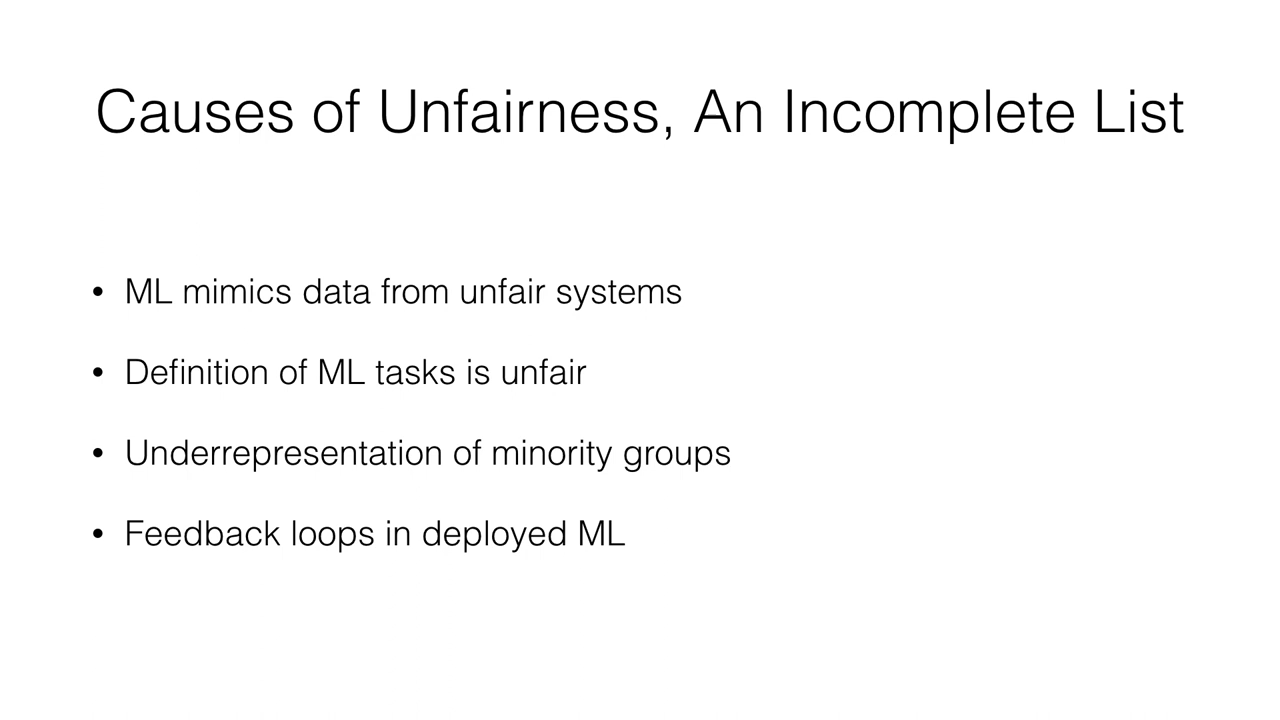 Causes of Unfairness, An Incomplete List
• ML mimics data from unfair systems
• Definition of ML tasks is unfair
• Underrepresentation of minority groups
• Feedback loops in deployed ML